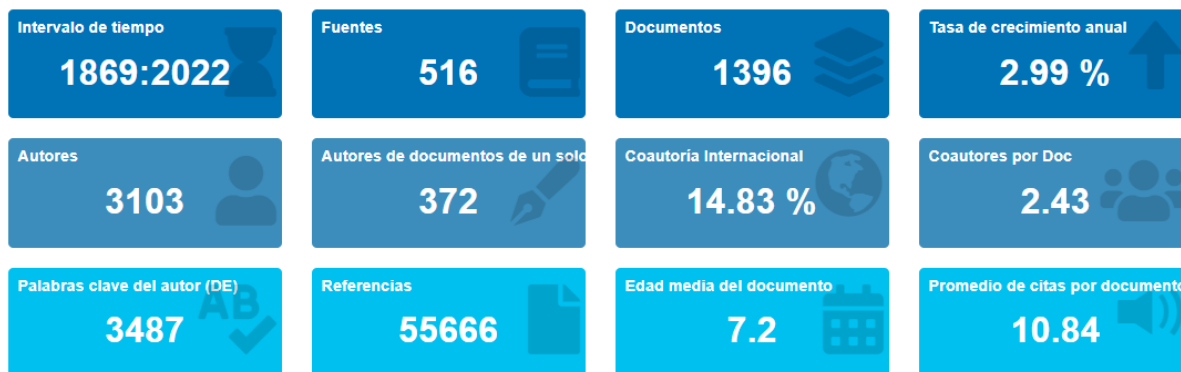 Intervalo de tiempo
1869:2022
Fuentes
516
Documentos
1396
Tasa de crecimiento anual
2.99 %
Autores
3103
Autores de documentos de un solo
372
Coautoría Internacional
14.83 %
Coautores por Doc
2.43
Palabras clave del autor (DE)
AB
3487
Referencias
55666
Edad media del documento
7.2
Promedio de citas por documento
10.84